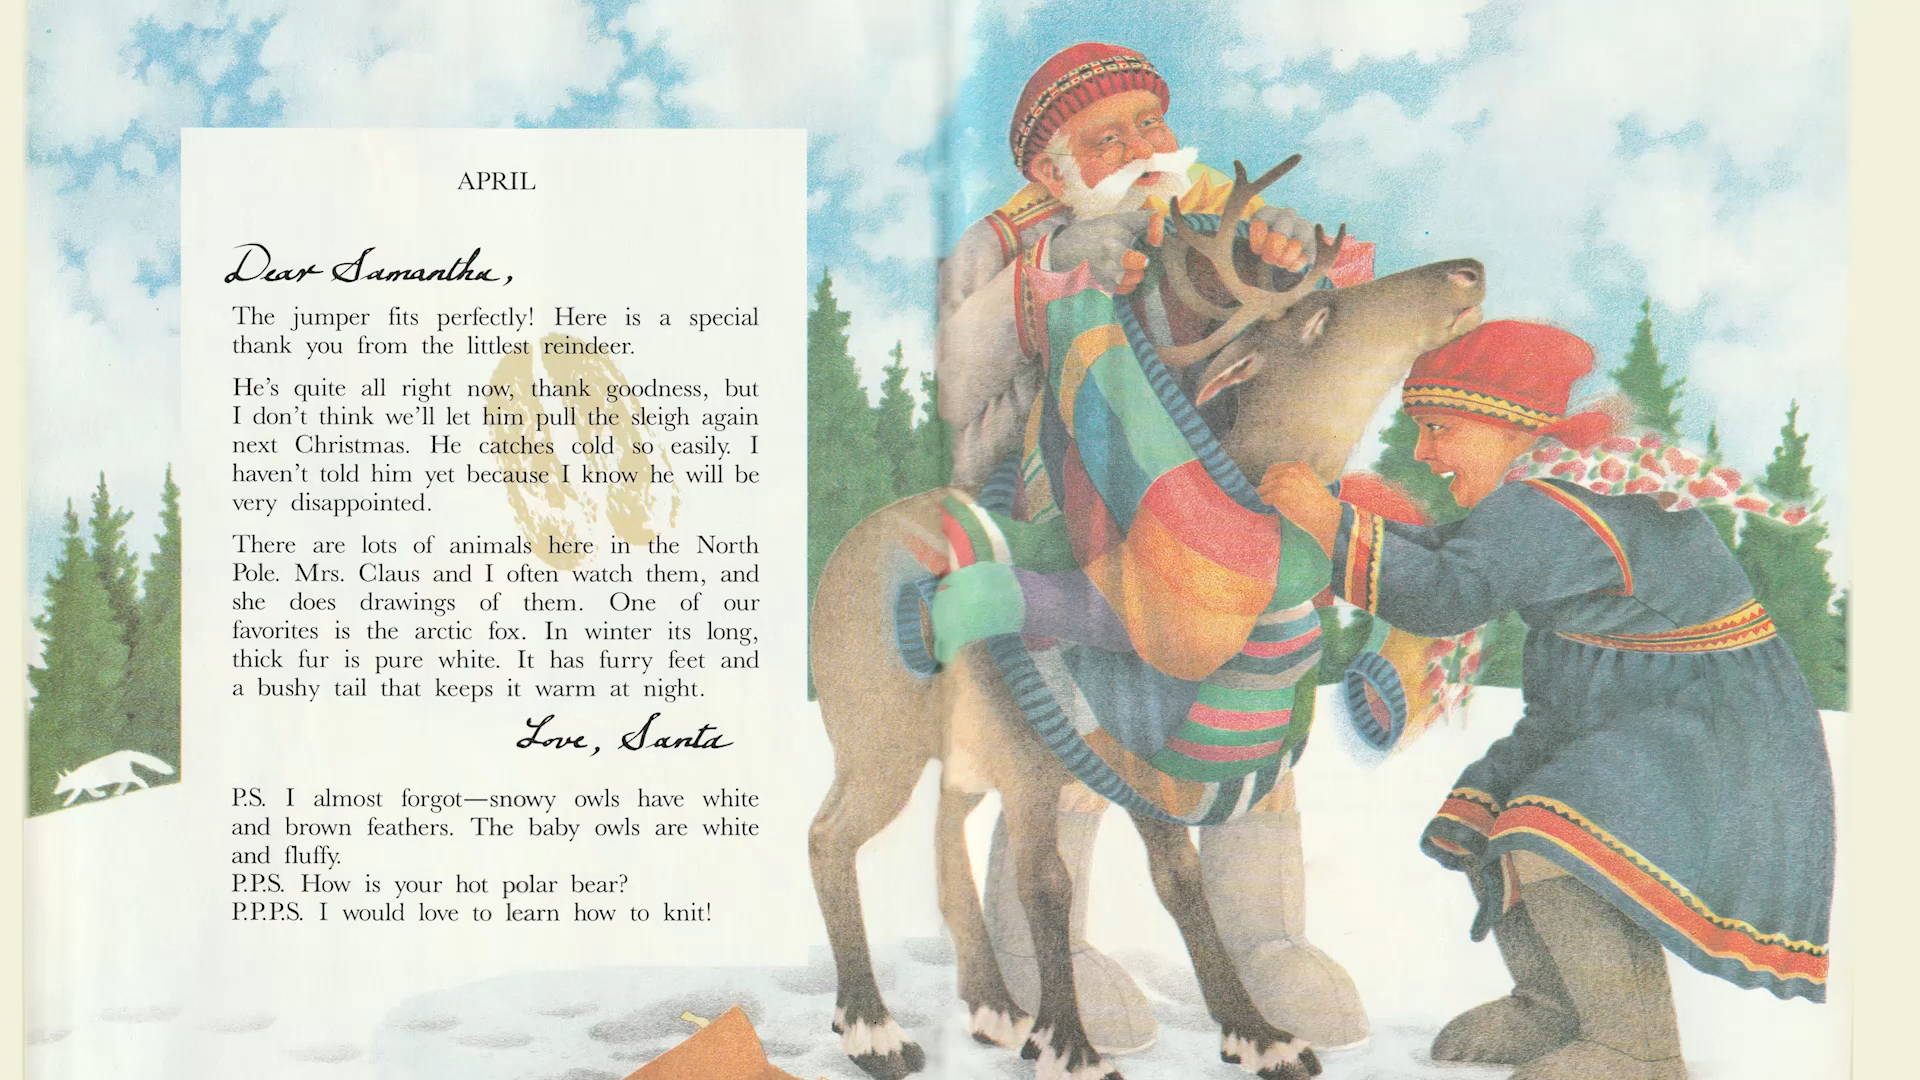 APRIL
Dear Samantha,
The jumper fits perfectly! Here is a special
thank you from the littlest reindeer.
He's quite all right now, thank goodness, but
I don't think we'll let him pull the sleigh again
next Christmas. He catches cold so easily. I
haven't told him yet because I know he will be
very disappointed.
There are lots of animals here in the North
Pole. Mrs. Claus and I often watch them, and
she does drawings of them. One of our
favorites is the arctic fox. In winter its long,
thick fur is pure white. It has furry feet and
a bushy tail that keeps it warm at night.
Love, Santa
P.S. I almost forgot—snowy owls have white
and brown feathers. The baby owls are white
and fluffy.
P.P.S. How is your hot polar bear?
P.P.P.S. I would love to learn how to knit!